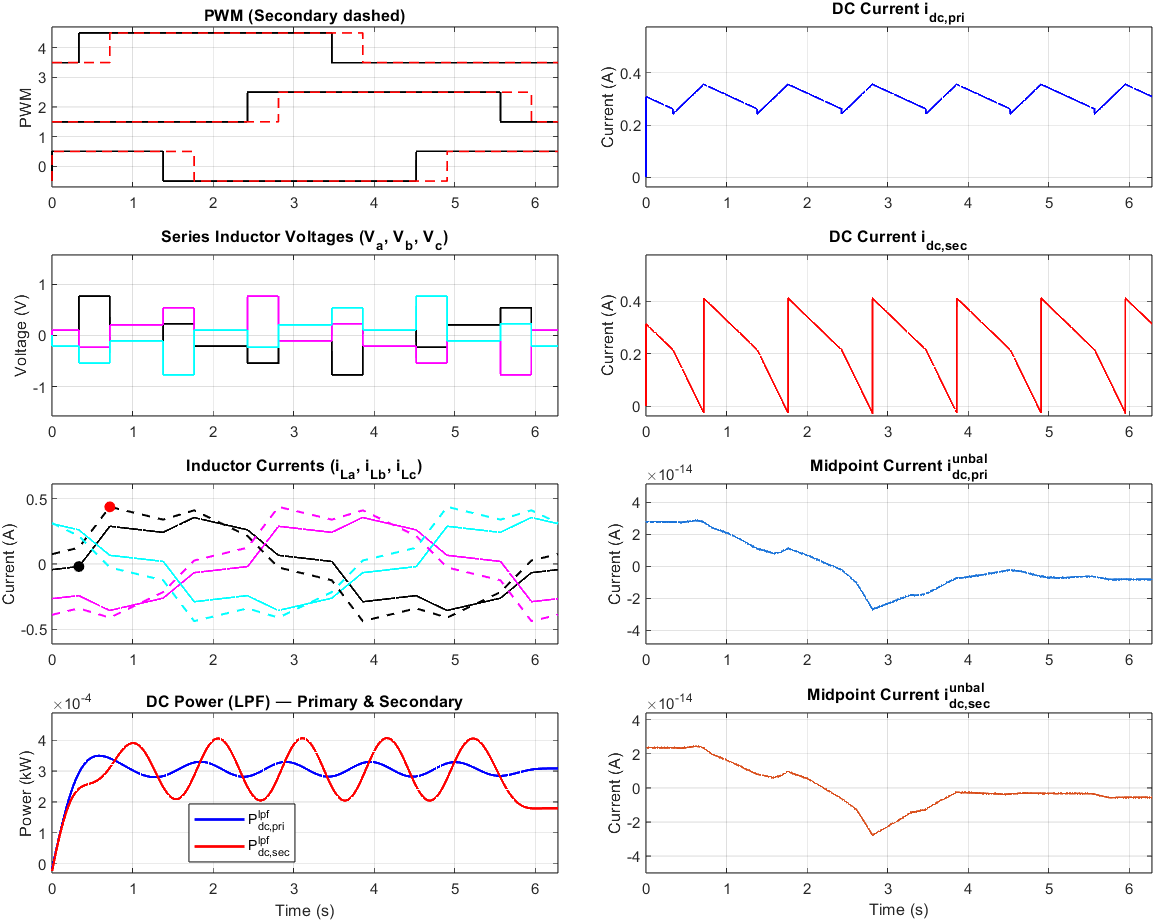 PWM (Secondary dashed)
PWM
4
3
2
1
0
0 1 2 3 4 5 6
DC Current i_dc,pri
Current (A)
0.4
0.2
0
0 1 2 3 4 5 6
Series Inductor Voltages (V_a, V_b, V_c)
Voltage (V)
1
0
-1
0 1 2 3 4 5 6
DC Current i_dc,sec
Current (A)
0.4
0.2
0
0 1 2 3 4 5 6
Inductor Currents (i_La, i_Lb, i_Lc)
Current (A)
0.5
0
-0.5
0 1 2 3 4 5 6
Midpoint Current i_dc,pri^unbal
×10^-14
Current (A)
4
2
0
-2
-4
0 1 2 3 4 5 6
DC Power (LPF) — Primary & Secondary
×10^-4
Power (kW)
4
3
2
1
0
P_dc,pri^lpf
P_dc,sec^lpf
0 1 2 3 4 5 6
Time (s)
Midpoint Current i_dc,sec^unbal
×10^-14
Current (A)
4
2
0
-2
-4
0 1 2 3 4 5 6
Time (s)